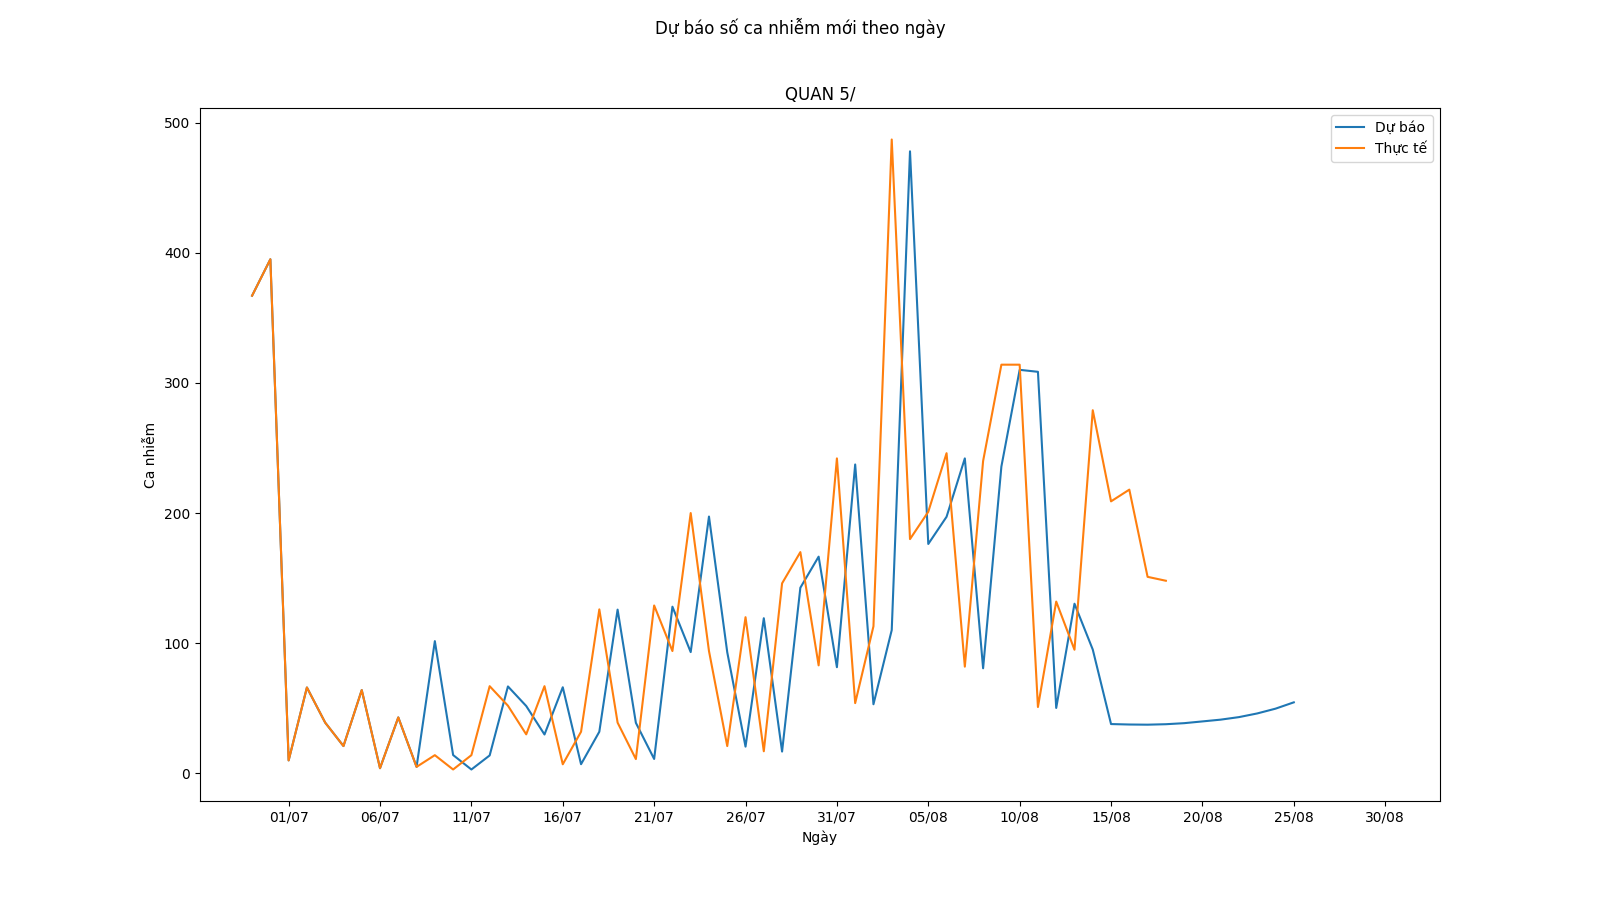 Dự báo số ca nhiễm mới theo ngày
QUAN 5/
Dự báo
Thực tế
500
400
300
200
100
0
Ca nhiễm
01/07 06/07 11/07 16/07 21/07 26/07 31/07 05/08 10/08 15/08 20/08 25/08 30/08
Ngày